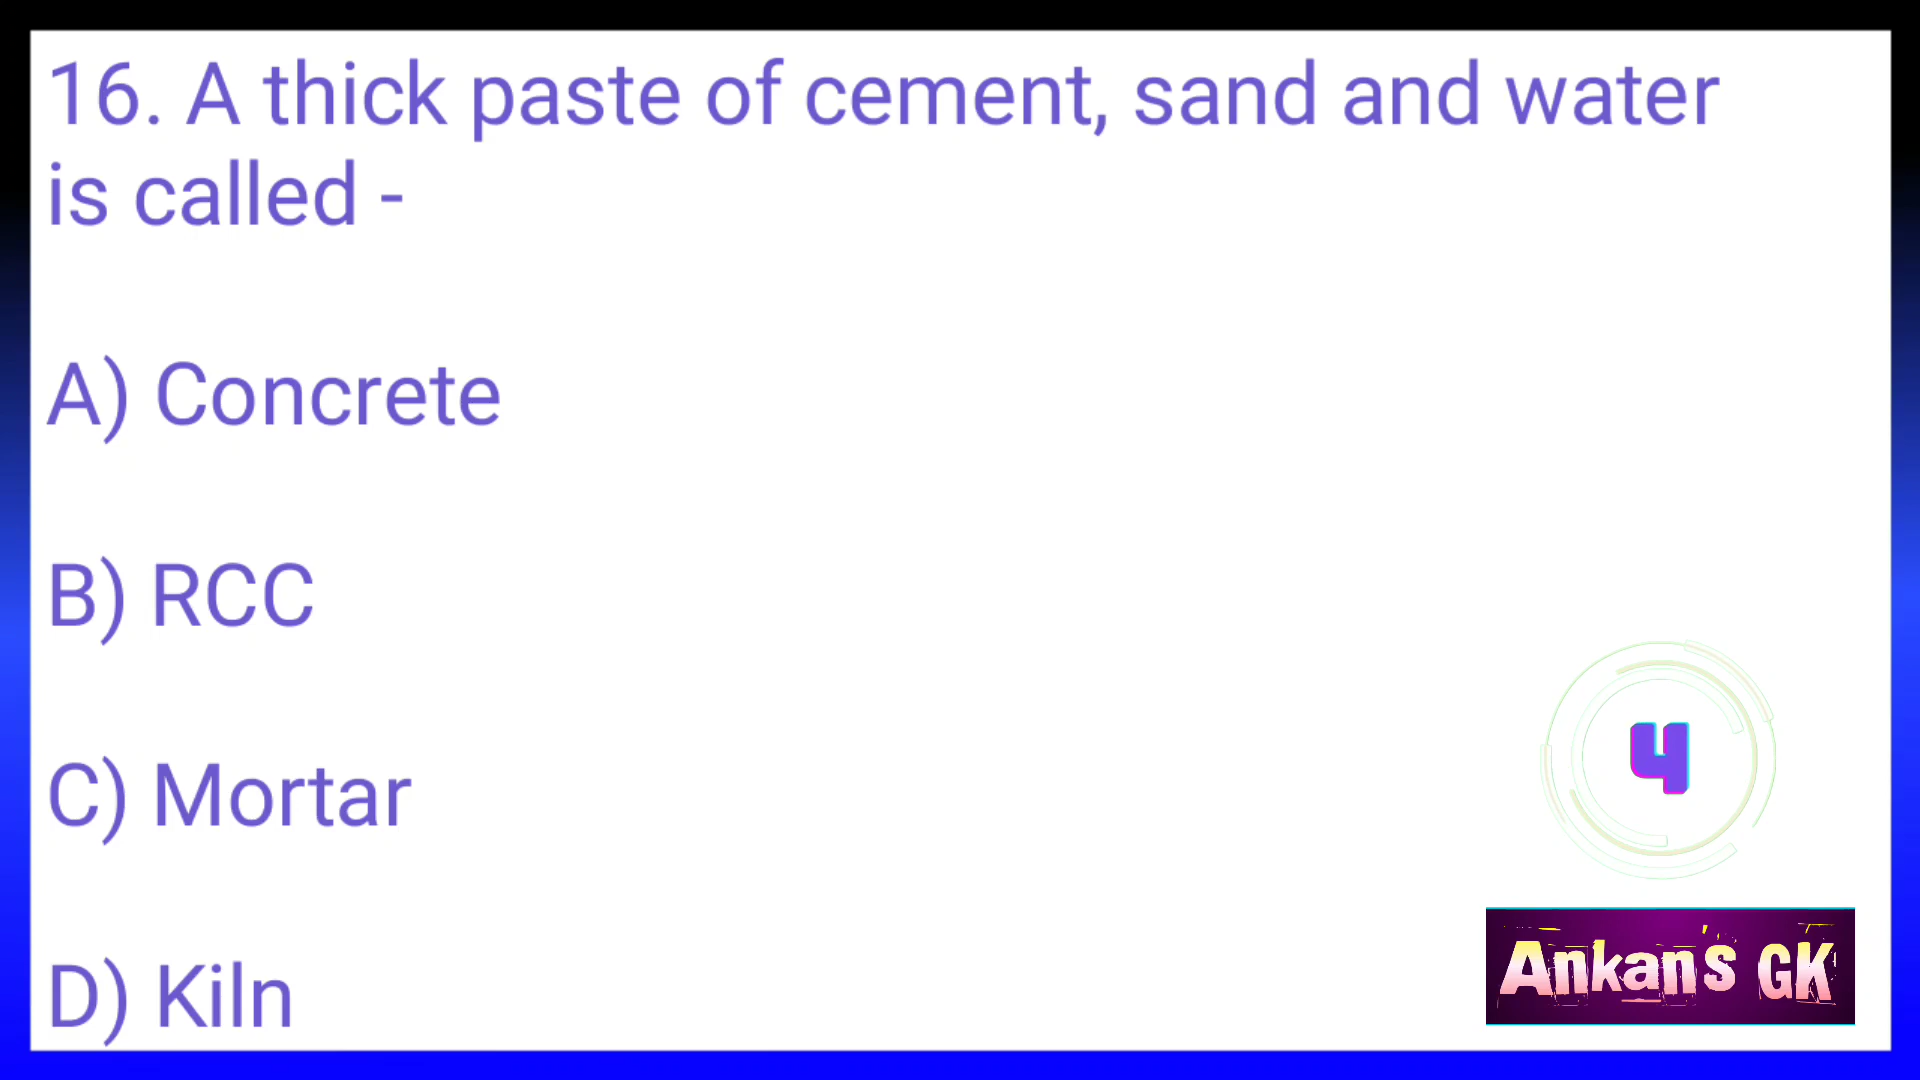 16. A thick paste of cement, sand and water
is called -
A) Concrete
B) RCC
C) Mortar
D) Kiln
4
Ankan's GK